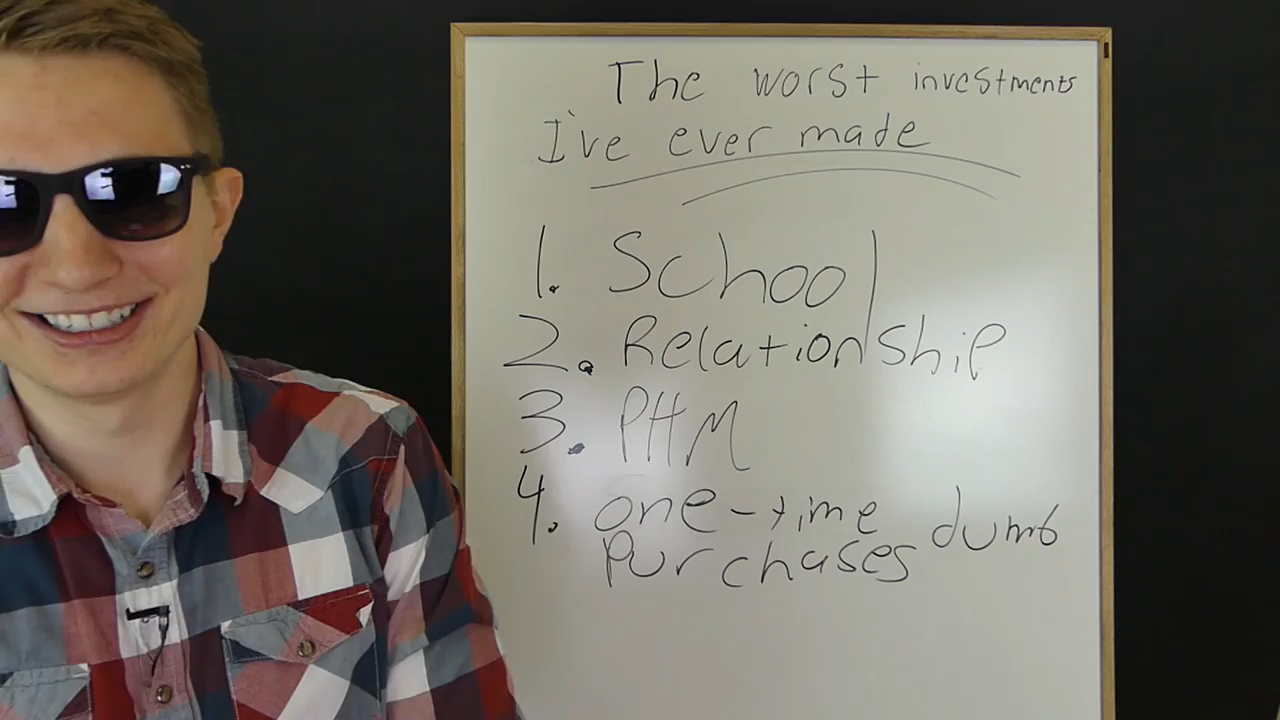 The worst investments
I've ever made
1. School
2. Relationship
3. PHM
4. one-time dumb
Purchases